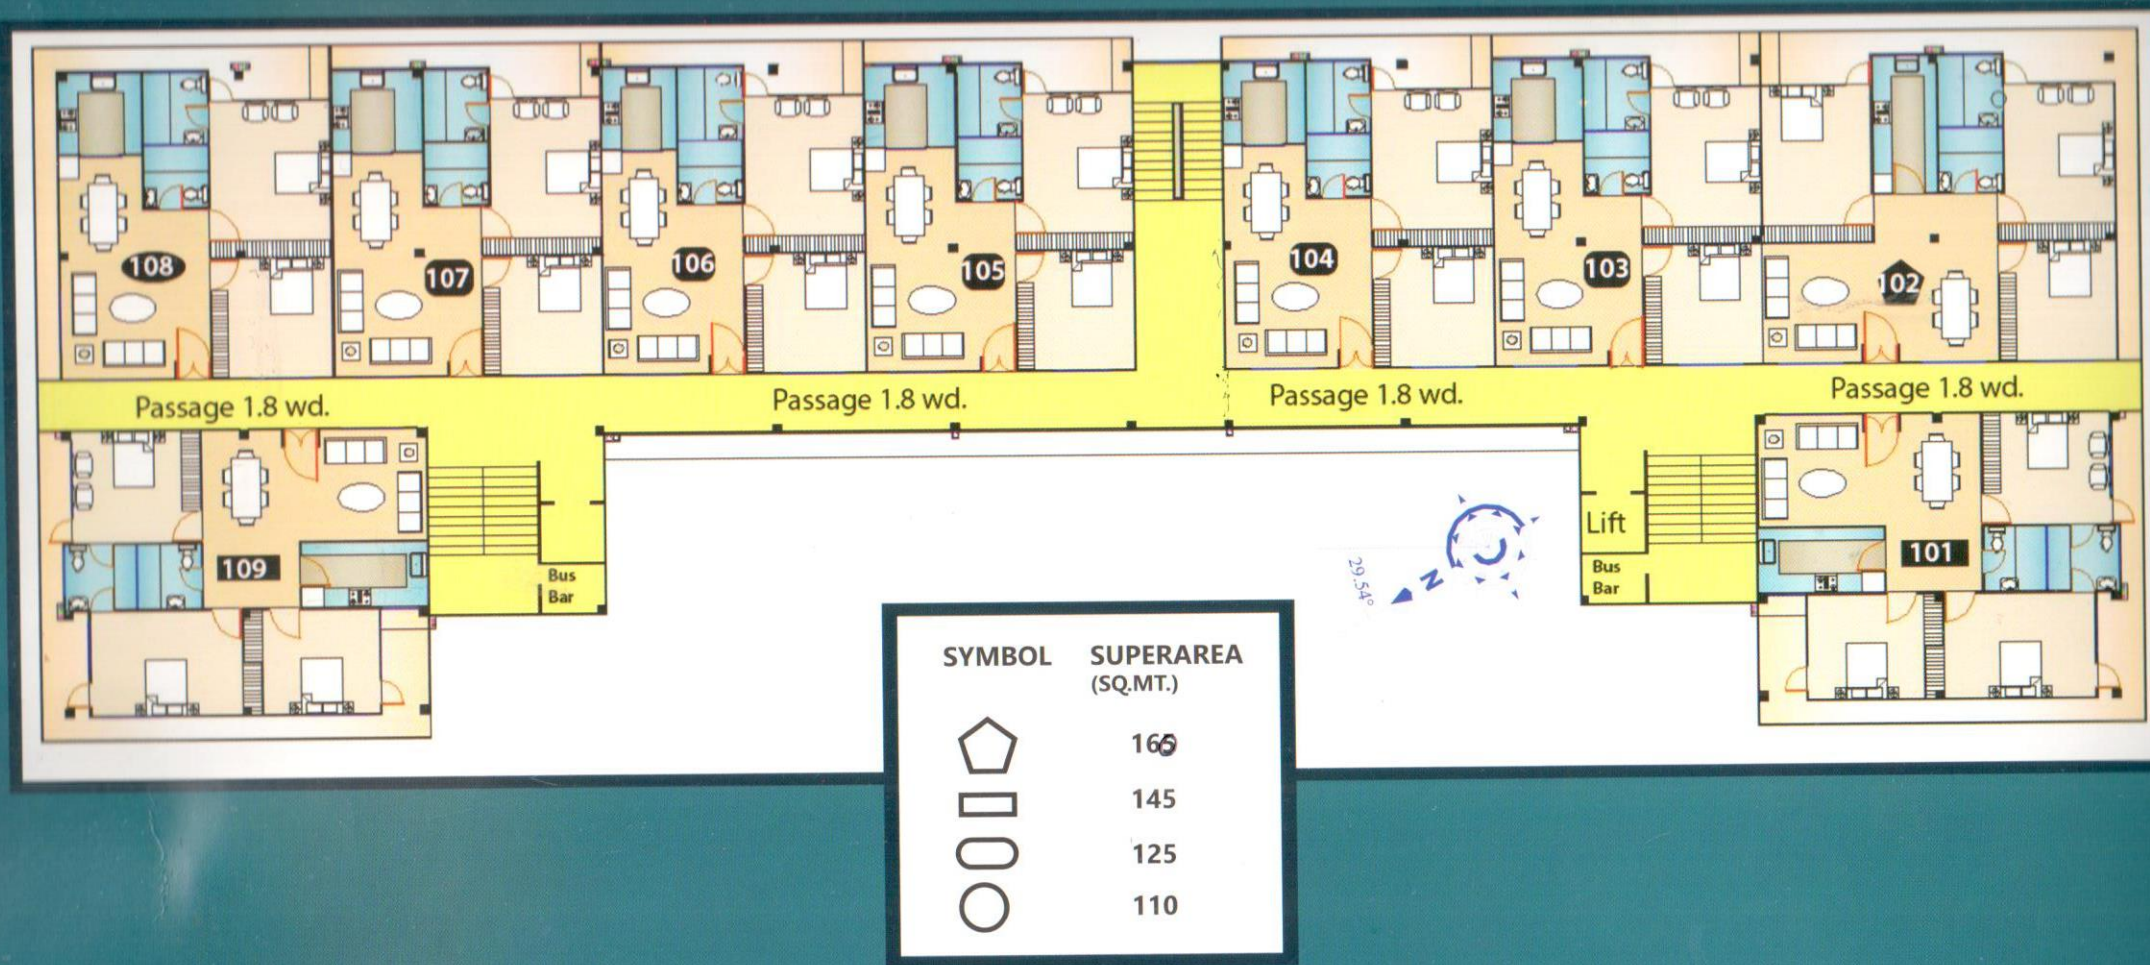 108
107
106
105
104
103
102
Passage 1.8 wd.
Passage 1.8 wd.
Passage 1.8 wd.
Passage 1.8 wd.
109
Bus
Bar
Lift
Bus
Bar
101
29.54°
N
SYMBOL SUPERAREA
(SQ.MT.)
145
125
110